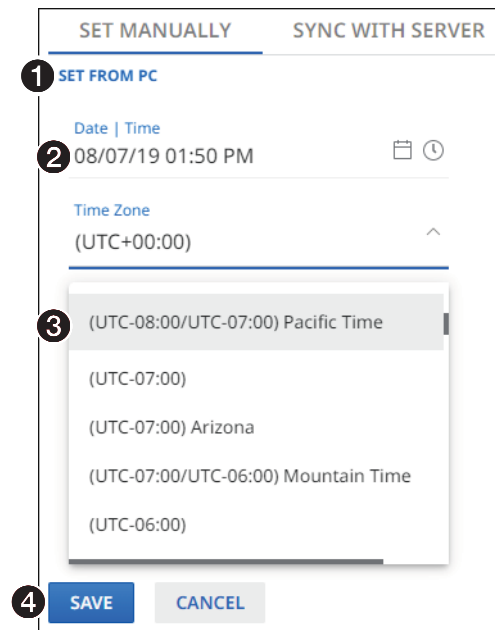 SET MANUALLY SYNC WITH SERVER
1 SET FROM PC
Date | Time
2 08/07/19 01:50 PM
Time Zone
(UTC+00:00)
3 (UTC-08:00/UTC-07:00) Pacific Time
(UTC-07:00)
(UTC-07:00) Arizona
(UTC-07:00/UTC-06:00) Mountain Time
(UTC-06:00)
4 SAVE CANCEL